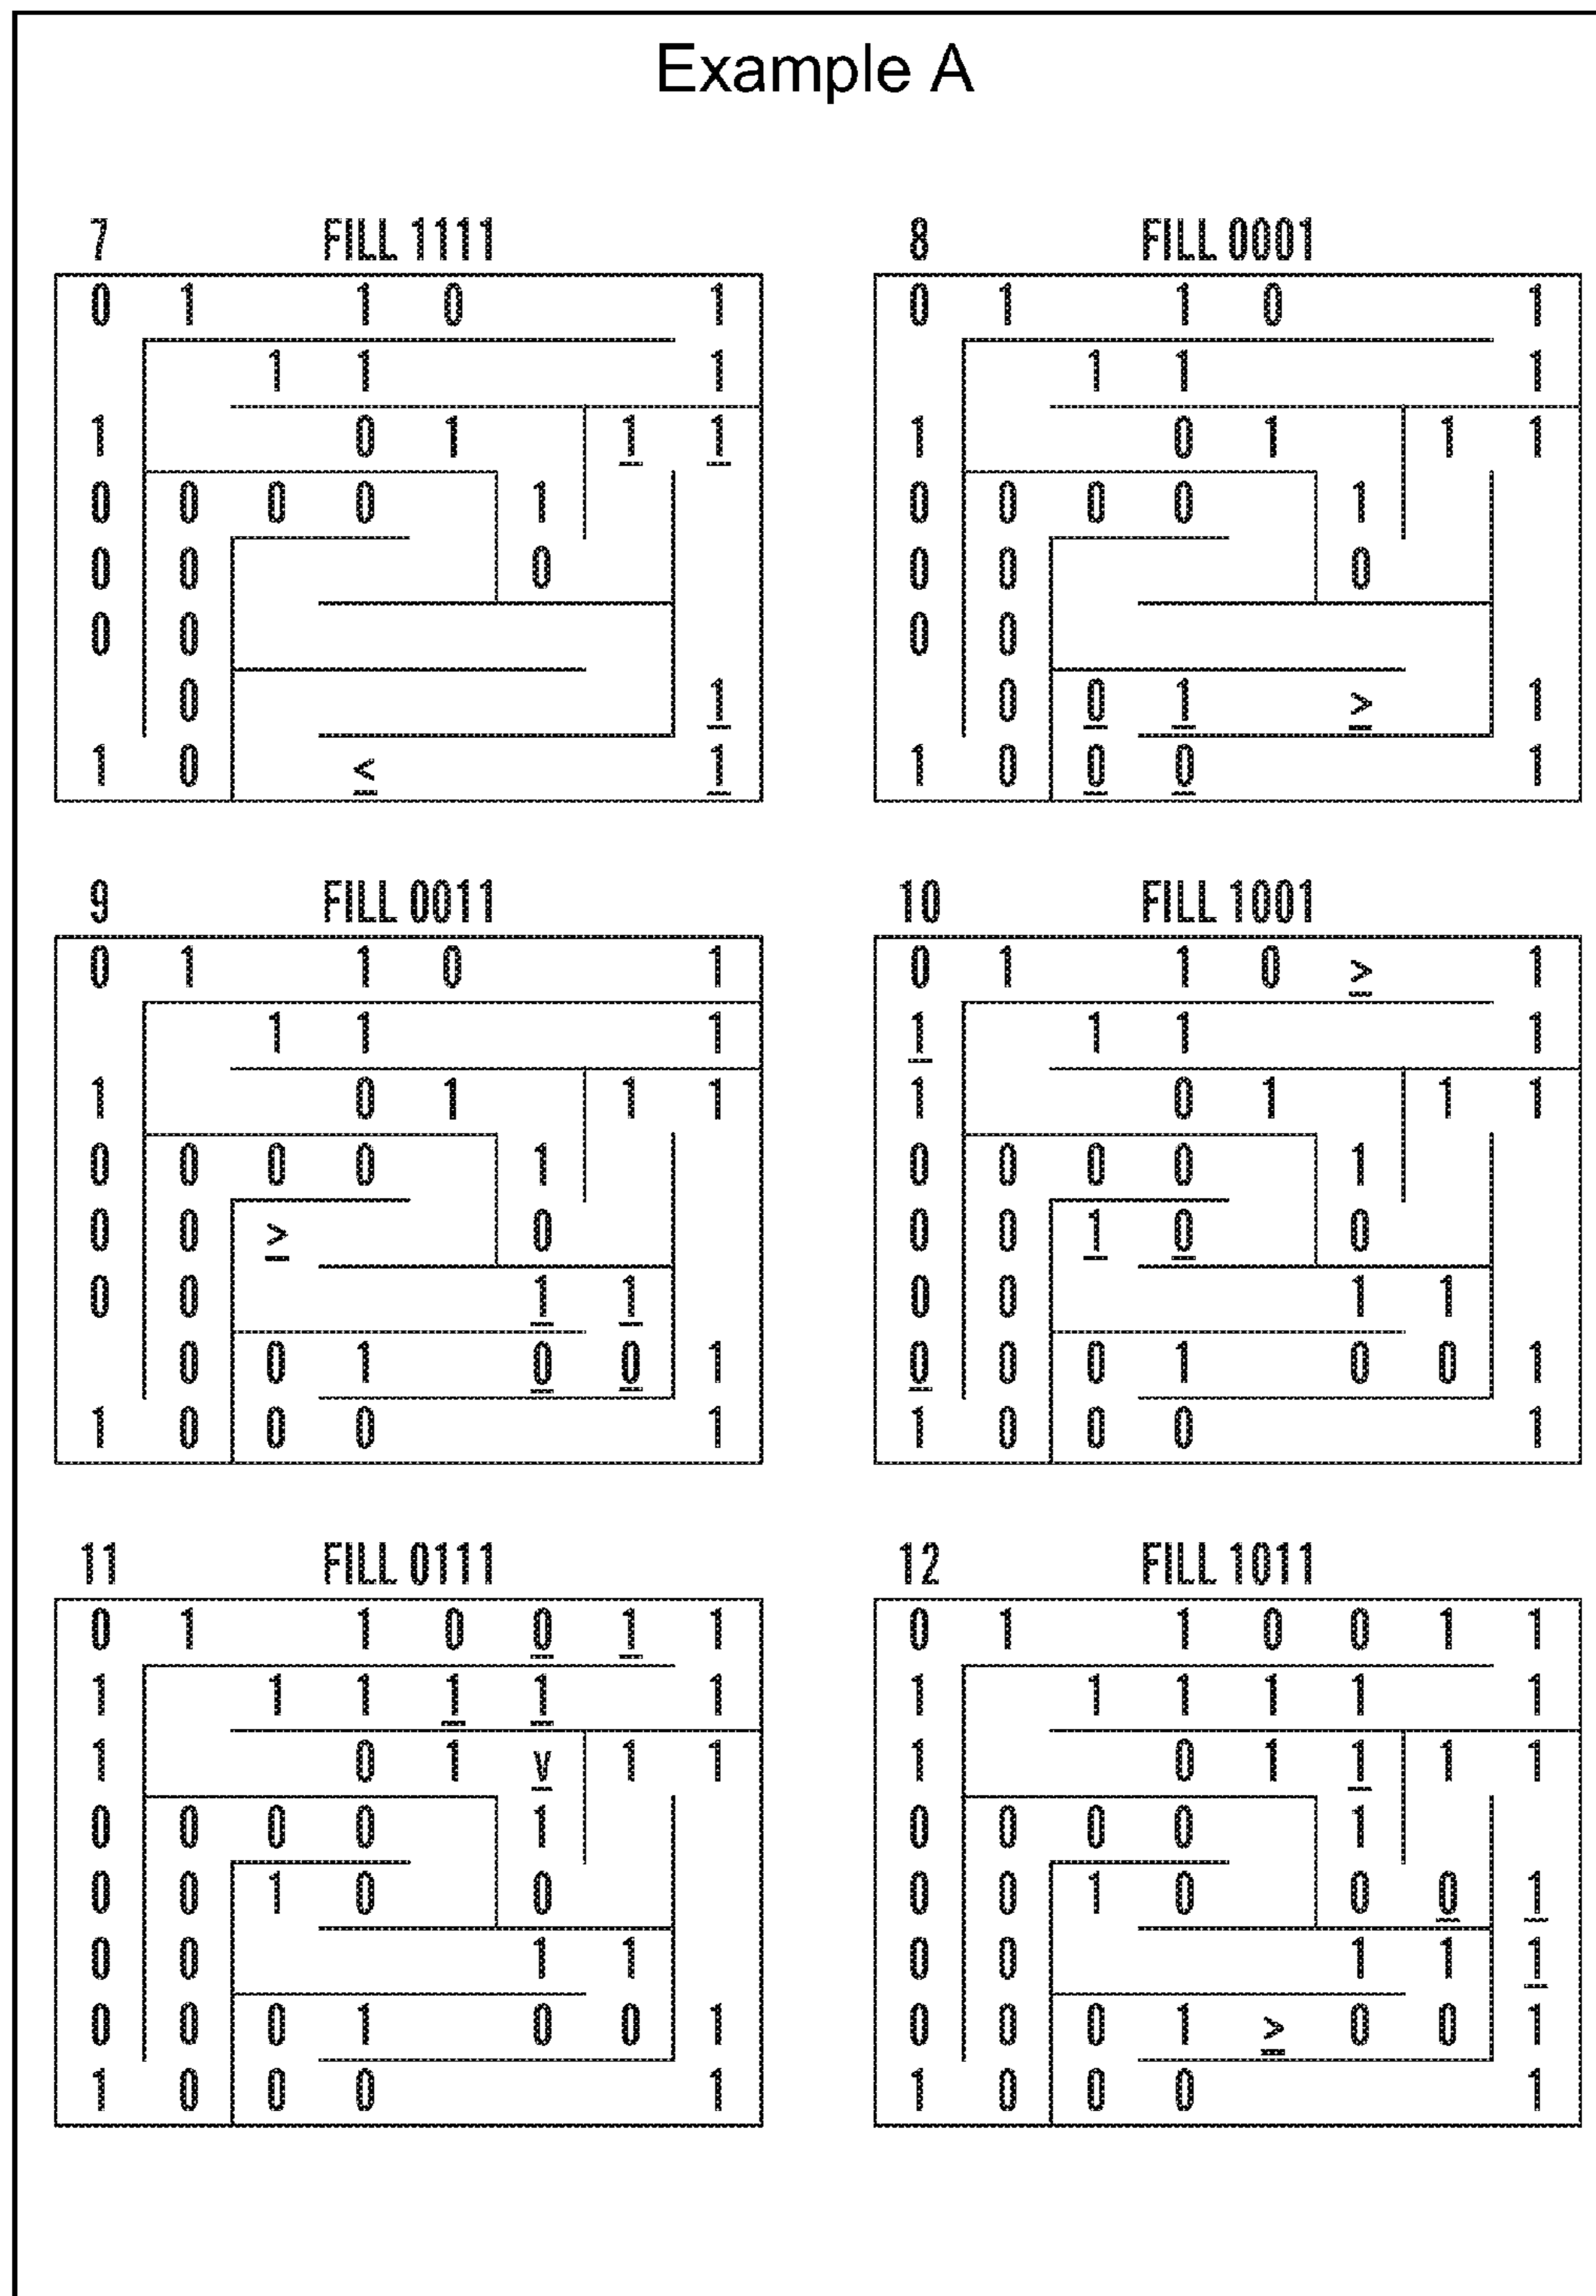 Example A
7 FILL 1111 8 FILL 0001
0 1 1 0 1 0 1 1 0 1
1 1 1 1 1 1
1 0 1 1 1 1 0 1 1 1
0 0 0 0 1 0 0 0 0 1
0 0 0 0 0 0
0 0 0 0
0 1 0 0 1 > 1
1 0 < 1 1 0 0 0 1
9 FILL 0011 10 FILL 1001
0 1 1 0 1 0 1 1 0 > 1
1 1 1 1 1 1 1
1 0 1 1 1 1 0 1 1 1
0 0 0 0 1 0 0 0 0 1
0 0 > 0 0 0 1 0 0
0 0 1 1 0 0 1 1
0 0 1 0 0 1 0 0 0 1 0 0 1
1 0 0 0 1 1 0 0 0 1
11 FILL 0111 12 FILL 1011
0 1 1 0 0 1 1 0 1 1 0 0 1 1
1 1 1 1 1 1 1 1 1 1 1 1
1 0 1 v 1 1 1 0 1 1 1 1
0 0 0 0 1 0 0 0 0 1
0 0 1 0 0 0 0 1 0 0 0 1
0 0 1 1 0 0 1 1 1
0 0 0 1 0 0 1 0 0 0 1 > 0 0 1
1 0 0 0 1 1 0 0 0 1